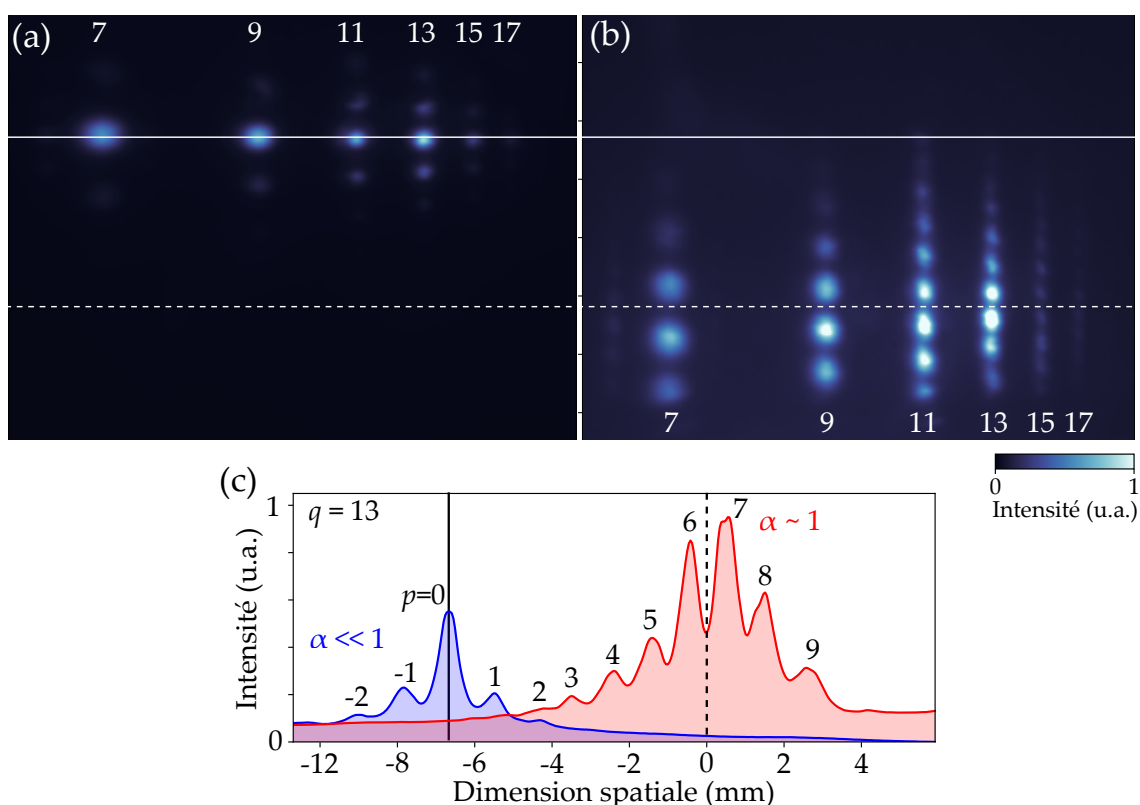 (a) 7 9 11 13 15 17
(b)
7 9 11 13 15 17
0 1
Intensité (u.a.)
(c)
1
q = 13
Intensité (u.a.)
p=0
α << 1
-2 -1 1 2 3 4 5 6 7 8 9
α ~ 1
0
-12 -10 -8 -6 -4 -2 0 2 4
Dimension spatiale (mm)